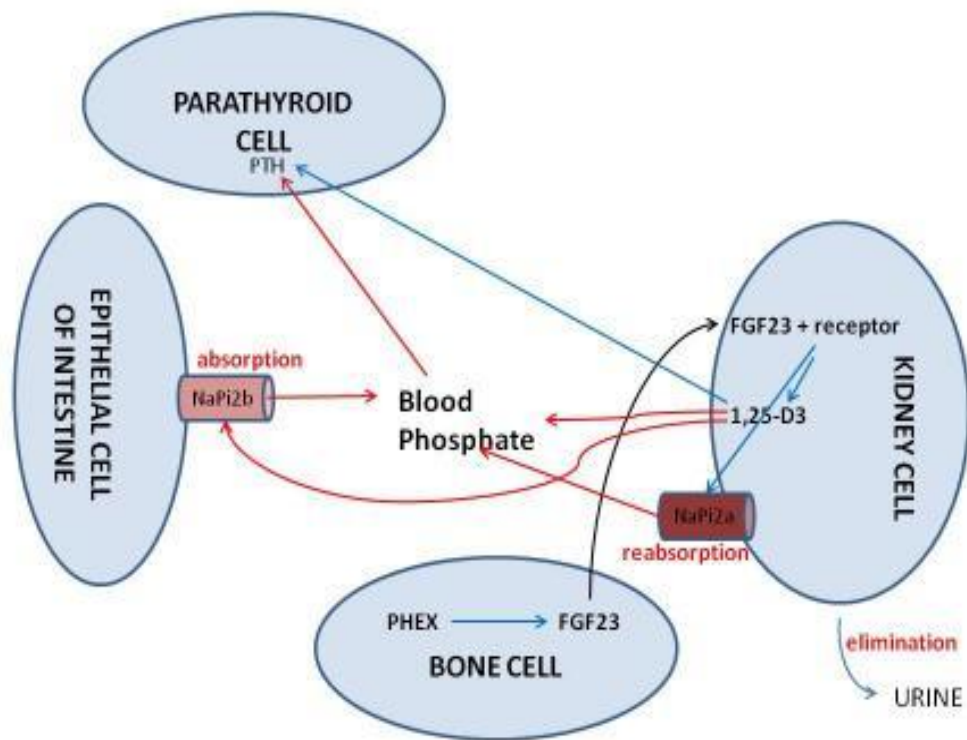 PARATHYROID
CELL
PTH
EPITHELIAL CELL
OF INTESTINE
absorption
NaPi2b
Blood
Phosphate
FGF23 + receptor
1,25-D3
KIDNEY CELL
NaPi2a
reabsorption
PHEX
FGF23
BONE CELL
elimination
URINE